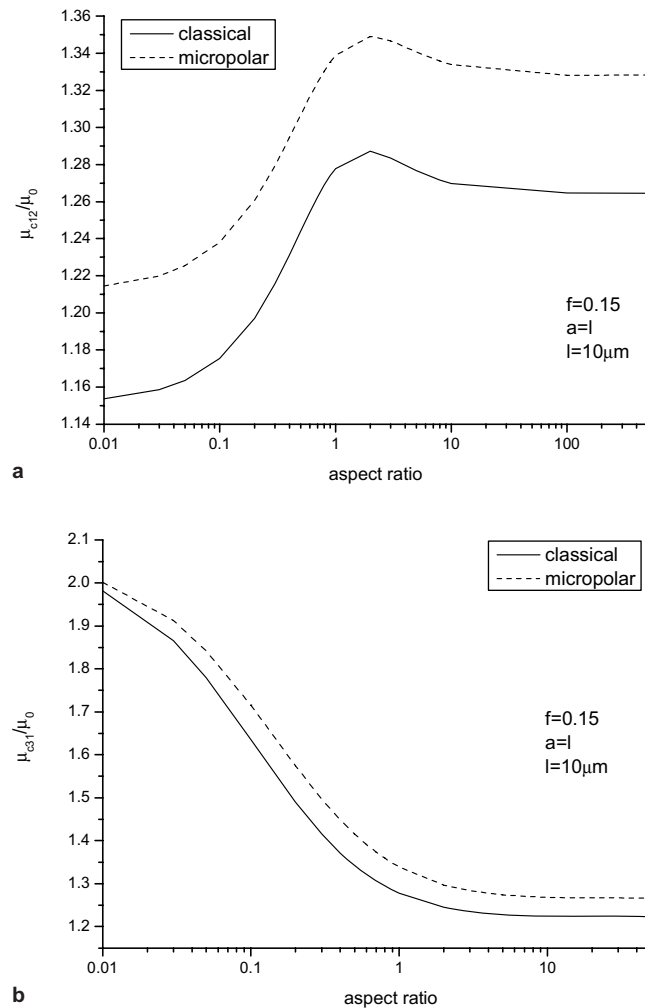 1.36
1.34
1.32
1.30
1.28
1.26
1.24
1.22
1.20
1.18
1.16
1.14
μc12/μ0
classical
micropolar
f=0.15
a=l
l=10μm
0.01 0.1 1 10 100
aspect ratio
a
2.1
2.0
1.9
1.8
1.7
1.6
1.5
1.4
1.3
1.2
μc31/μ0
classical
micropolar
f=0.15
a=l
l=10μm
0.01 0.1 1 10
aspect ratio
b